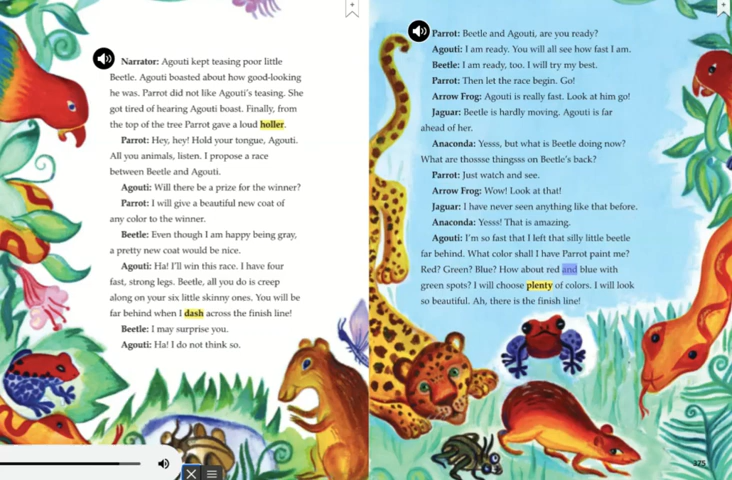 Narrator: Agouti kept teasing poor little
Beetle. Agouti boasted about how good-looking
he was. Parrot did not like Agouti's teasing. She
got tired of hearing Agouti boast. Finally, from
the top of the tree Parrot gave a loud holler.
Parrot: Hey, hey! Hold your tongue, Agouti.
All you animals, listen. I propose a race
between Beetle and Agouti.
Agouti: Will there be a prize for the winner?
Parrot: I will give a beautiful new coat of
any color to the winner.
Beetle: Even though I am happy being gray,
a pretty new coat would be nice.
Agouti: Ha! I'll win this race. I have four
fast, strong legs. Beetle, all you do is creep
along on your six little skinny ones. You will be
far behind when I dash across the finish line!
Beetle: I may surprise you.
Agouti: Ha! I do not think so.
Parrot: Beetle and Agouti, are you ready?
Agouti: I am ready. You will all see how fast I am.
Beetle: I am ready, too. I will try my best.
Parrot: Then let the race begin. Go!
Arrow Frog: Agouti is really fast. Look at him go!
Jaguar: Beetle is hardly moving. Agouti is far
ahead of her.
Anaconda: Yesss, but what is Beetle doing now?
What are thossse thingsss on Beetle's back?
Parrot: Just watch and see.
Arrow Frog: Wow! Look at that!
Jaguar: I have never seen anything like that before.
Anaconda: Yesss! That is amazing.
Agouti: I'm so fast that I left that silly little beetle
far behind. What color shall I have Parrot paint me?
Red? Green? Blue? How about red and blue with
green spots? I will choose plenty of colors. I will look
so beautiful. Ah, there is the finish line!
375